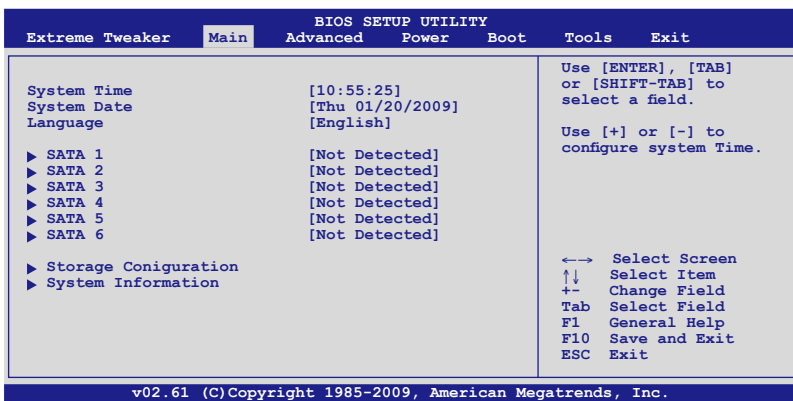 BIOS SETUP UTILITY
Extreme Tweaker Main Advanced Power Boot Tools Exit
System Time [10:55:25]
System Date [Thu 01/20/2009]
Language [English]
▶ SATA 1 [Not Detected]
▶ SATA 2 [Not Detected]
▶ SATA 3 [Not Detected]
▶ SATA 4 [Not Detected]
▶ SATA 5 [Not Detected]
▶ SATA 6 [Not Detected]
▶ Storage Coniguration
▶ System Information
Use [ENTER], [TAB]
or [SHIFT-TAB] to
select a field.
Use [+] or [-] to
configure system Time.
←→ Select Screen
↑↓ Select Item
+- Change Field
Tab Select Field
F1 General Help
F10 Save and Exit
ESC Exit
v02.61 (C)Copyright 1985-2009, American Megatrends, Inc.